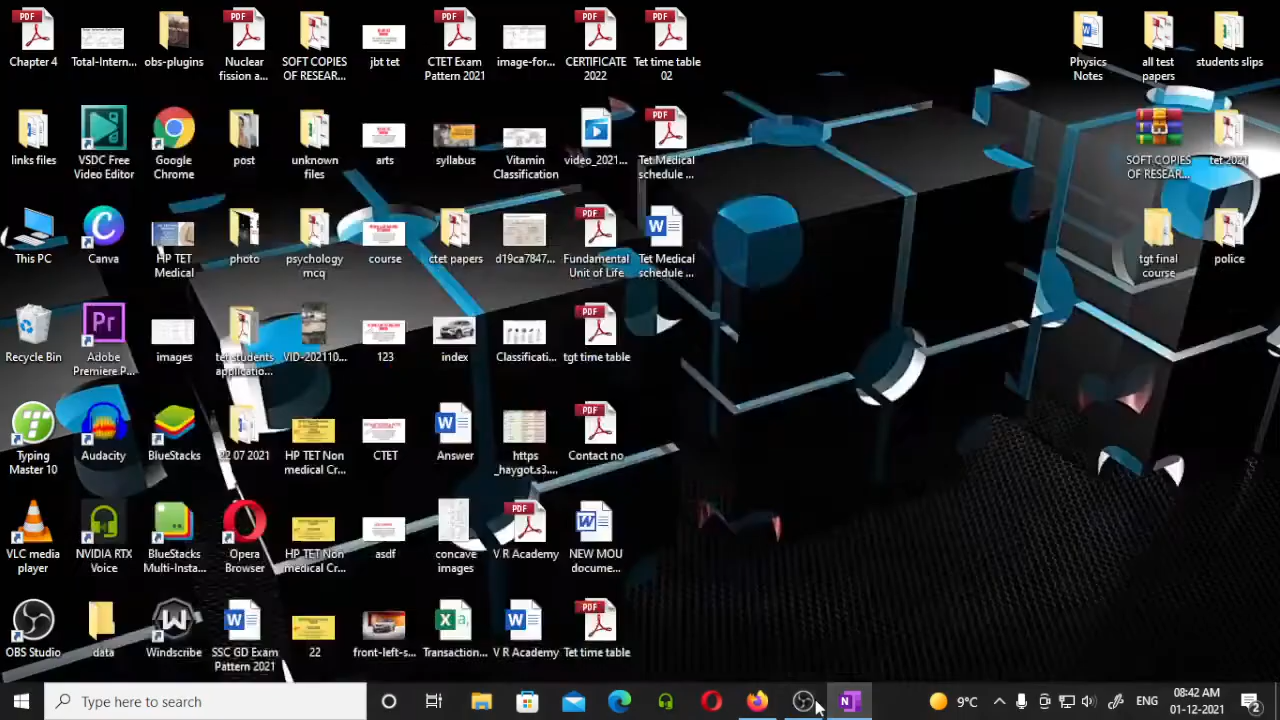 Chapter 4
Total-Intern...
obs-plugins
Nuclear
fission a...
SOFT COPIES
OF RESEAR...
jbt tet
CTET Exam
Pattern 2021
image-for...
CERTIFICATE
2022
Tet time table
02
Physics
Notes
all test
papers
students slips
links files
VSDC Free
Video Editor
Google
Chrome
post
unknown
files
arts
syllabus
Vitamin
Classification
video_2021...
Tet Medical
schedule ...
SOFT COPIES
OF RESEAR...
tet 2021
This PC
Canva
HP TET
Medical
photo
psychology
mcq
course
ctet papers
d19ca7847...
Fundamental
Unit of Life
Tet Medical
schedule ...
tgt final
course
police
Recycle Bin
Adobe
Premiere P...
images
tet students
applicatio...
VID-202110...
123
index
Classificati...
tgt time table
Typing
Master 10
Audacity
BlueStacks
22 07 2021
HP TET Non
medical Cr...
CTET
Answer
https
_haygot.s3....
Contact no
VLC media
player
NVIDIA RTX
Voice
BlueStacks
Multi-Insta...
Opera
Browser
HP TET Non
medical Cr...
asdf
concave
images
V R Academy
NEW MOU
docume...
OBS Studio
data
Windscribe
SSC GD Exam
Pattern 2021
22
front-left-s...
Transaction...
V R Academy
Tet time table
Type here to search
9°C
ENG
08:42 AM
01-12-2021
2